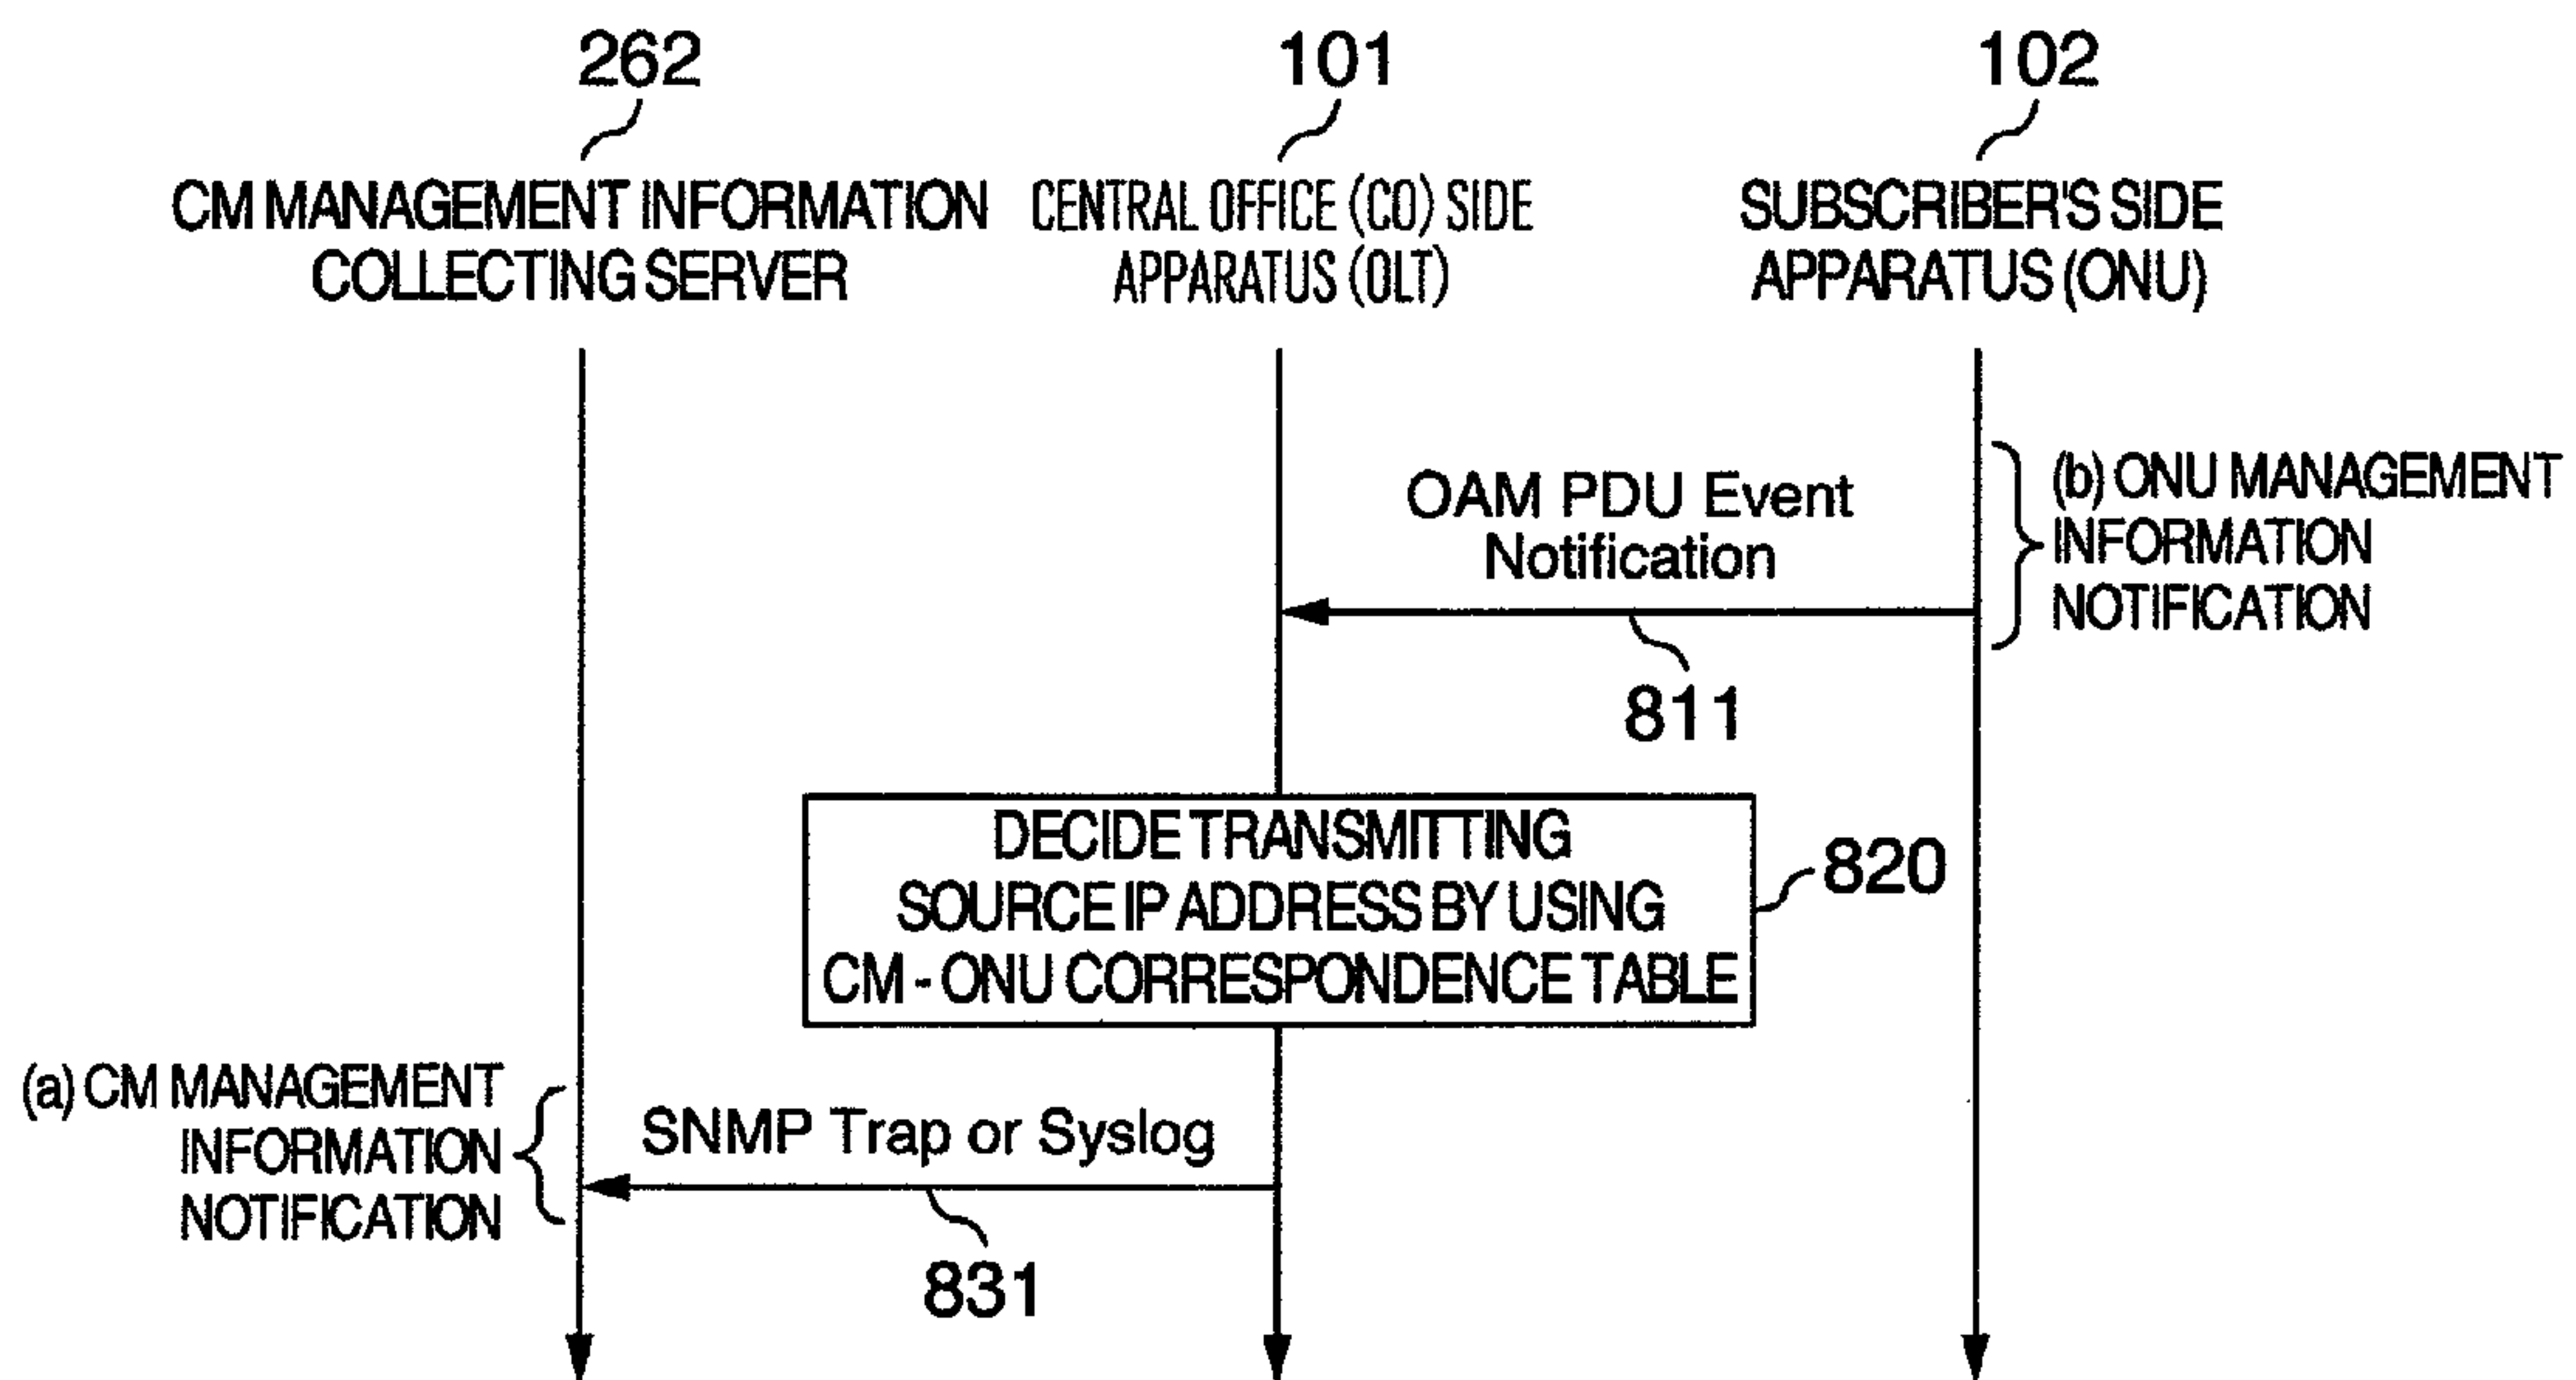 262
101
102
CM MANAGEMENT INFORMATION
COLLECTING SERVER
CENTRAL OFFICE (CO) SIDE
APPARATUS (OLT)
SUBSCRIBER'S SIDE
APPARATUS (ONU)
OAM PDU Event
Notification
(b) ONU MANAGEMENT
INFORMATION
NOTIFICATION
811
DECIDE TRANSMITTING
SOURCE IP ADDRESS BY USING
CM - ONU CORRESPONDENCE TABLE
820
(a) CM MANAGEMENT
INFORMATION
NOTIFICATION
SNMP Trap or Syslog
831